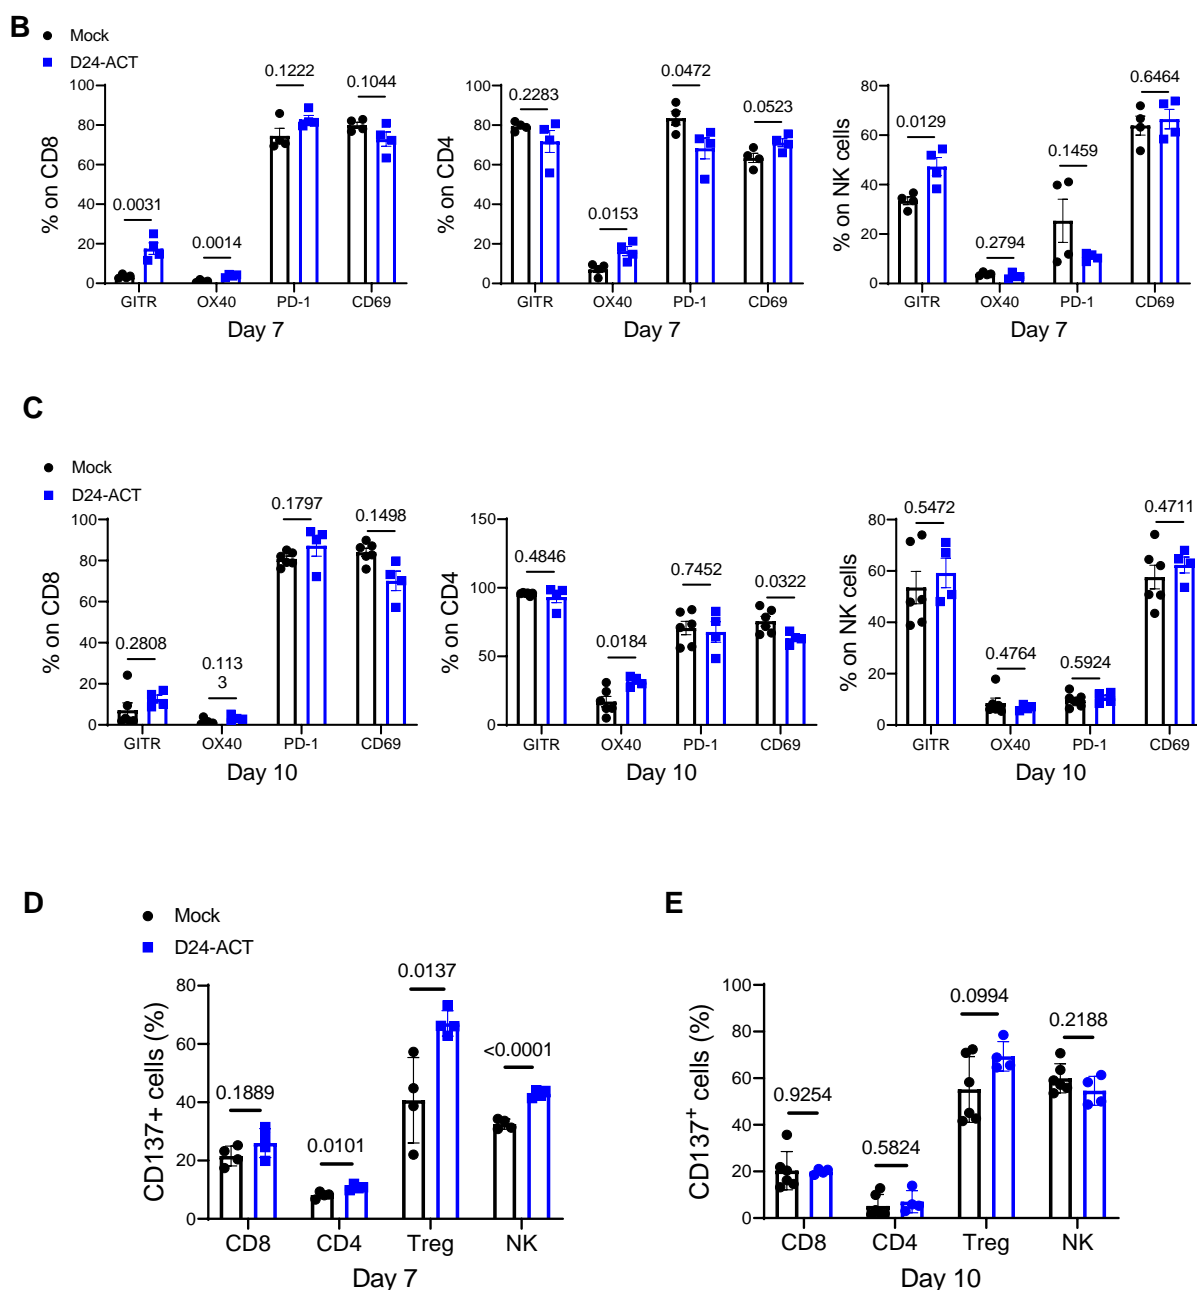 B
Mock
D24-ACT
% on CD8
100
80
60
40
20
0
0.0031
0.0014
0.1222
0.1044
GITR
OX40
PD-1
CD69
Day 7
% on CD4
100
80
60
40
20
0
0.2283
0.0153
0.0472
0.0523
GITR
OX40
PD-1
CD69
Day 7
% on NK cells
80
60
40
20
0
0.0129
0.2794
0.1459
0.6464
GITR
OX40
PD-1
CD69
Day 7
C
Mock
D24-ACT
% on CD8
100
80
60
40
20
0
0.2808
0.113
3
0.1797
0.1498
GITR
OX40
PD-1
CD69
Day 10
% on CD4
150
100
50
0
0.4846
0.0184
0.7452
0.0322
GITR
OX40
PD-1
CD69
Day 10
% on NK cells
80
60
40
20
0
0.5472
0.4764
0.5924
0.4711
GITR
OX40
PD-1
CD69
Day 10
D
Mock
D24-ACT
CD137+ cells (%)
80
60
40
20
0
0.1889
0.0101
0.0137
<0.0001
CD8
CD4
Treg
NK
Day 7
E
CD137⁺ cells (%)
100
80
60
40
20
0
0.9254
0.5824
0.0994
0.2188
CD8
CD4
Treg
NK
Day 10